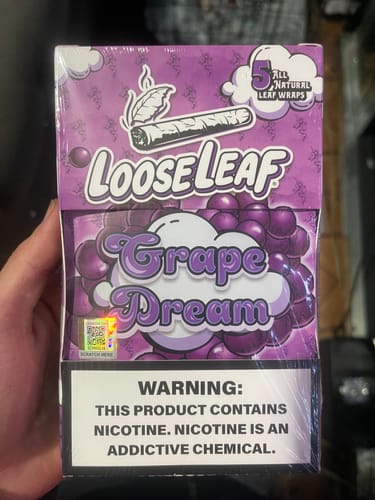 5 ALL
NATURAL
LEAF WRAPS
LOOSELEAF
Grape
Dream
SCRATCH HERE
WARNING:
THIS PRODUCT CONTAINS
NICOTINE. NICOTINE IS AN
ADDICTIVE CHEMICAL.